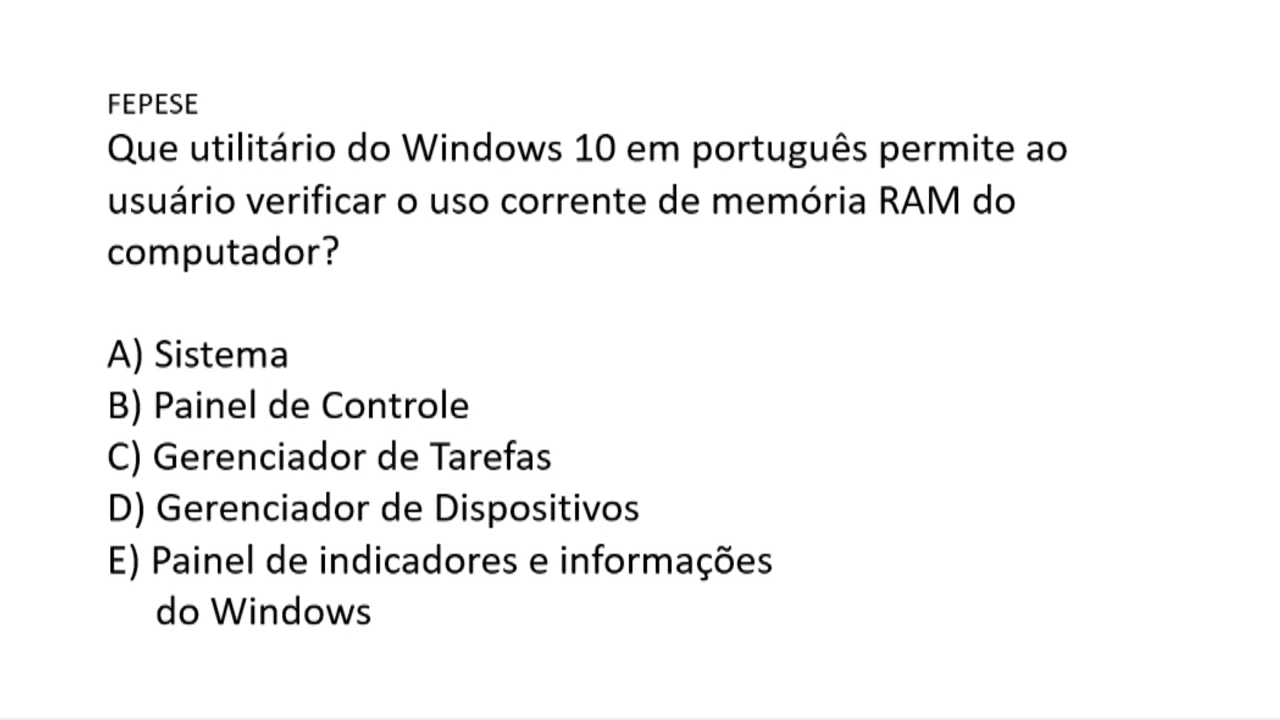 FEPESE
Que utilitário do Windows 10 em português permite ao
usuário verificar o uso corrente de memória RAM do
computador?
A) Sistema
B) Painel de Controle
C) Gerenciador de Tarefas
D) Gerenciador de Dispositivos
E) Painel de indicadores e informações
do Windows